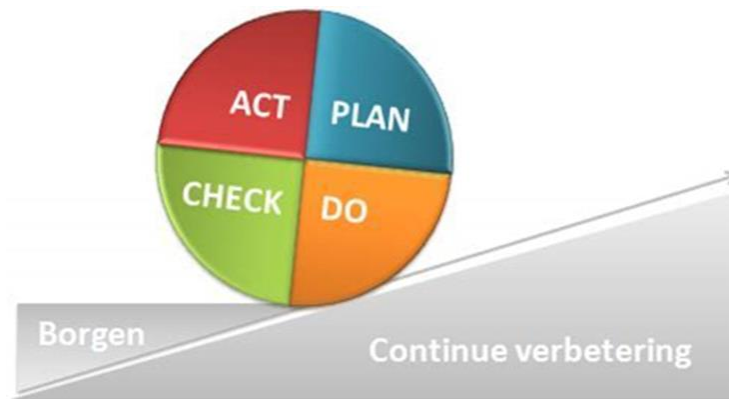 ACT
PLAN
CHECK
DO
Borgen
Continue verbetering